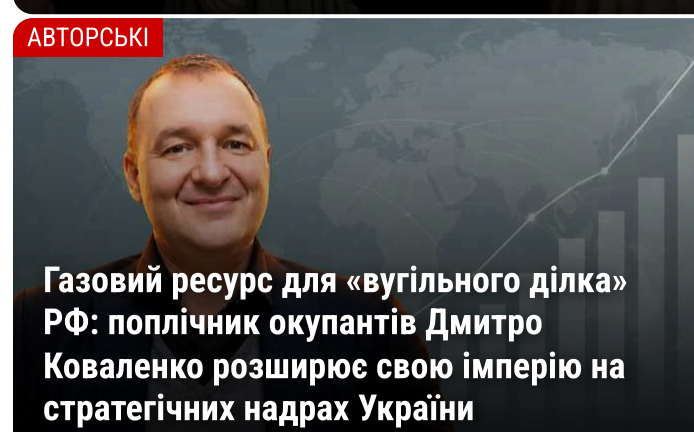 АВТОРСЬКІ
Газовий ресурс для «вугільного ділка»
РФ: поплічник окупантів Дмитро
Коваленко розширює свою імперію на
стратегічних надрах України